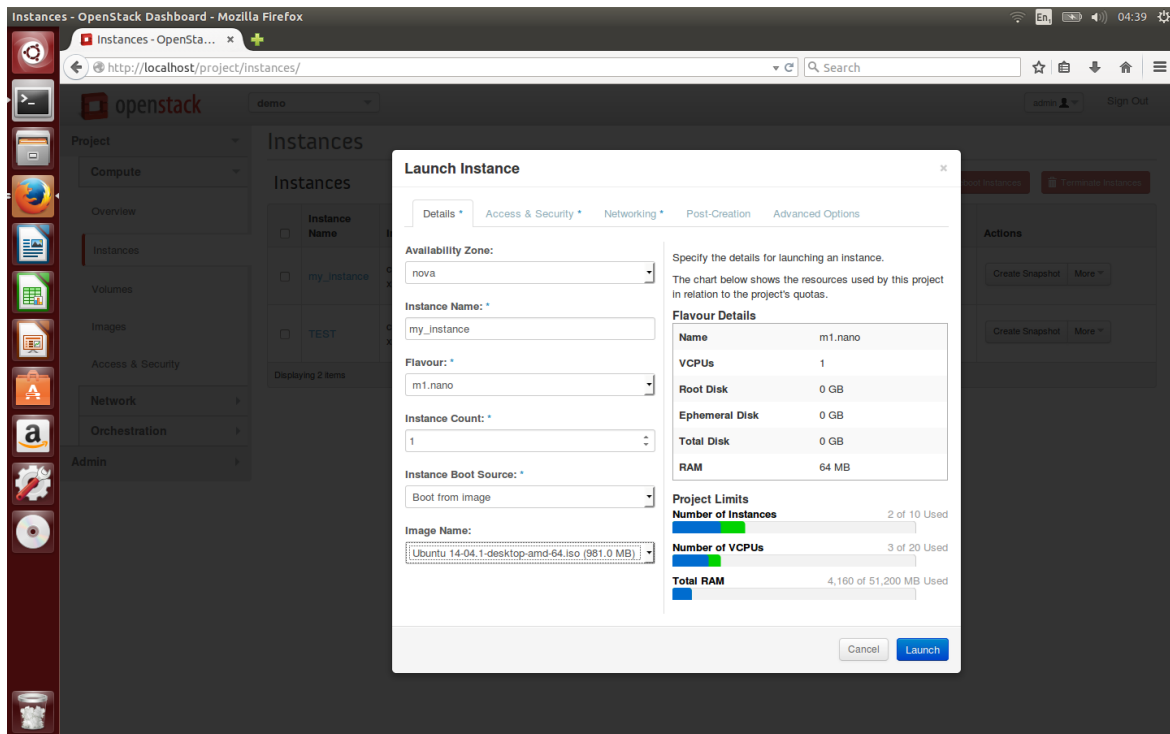 Instances - OpenStack Dashboard - Mozilla Firefox
En
04:39
Instances - OpenSta...
http://localhost/project/instances/
Search
openstack
demo
admin
Sign Out
Project
Compute
Overview
Instances
Volumes
Images
Access & Security
Network
Orchestration
Admin
Instances
Instances
Terminate Instances
Instance
Name
Actions
my_instance
Create Snapshot
More
TEST
Create Snapshot
More
Displaying 2 items
Launch Instance
Details *
Access & Security *
Networking *
Post-Creation
Advanced Options
Availability Zone:
nova
Instance Name: *
my_instance
Flavour: *
m1.nano
Instance Count: *
1
Instance Boot Source: *
Boot from image
Image Name:
Ubuntu 14-04.1-desktop-amd-64.iso (981.0 MB)
Specify the details for launching an instance.
The chart below shows the resources used by this project
in relation to the project's quotas.
Flavour Details
Name m1.nano
VCPUs 1
Root Disk 0 GB
Ephemeral Disk 0 GB
Total Disk 0 GB
RAM 64 MB
Project Limits
Number of Instances 2 of 10 Used
Number of VCPUs 3 of 20 Used
Total RAM 4,160 of 51,200 MB Used
Cancel
Launch